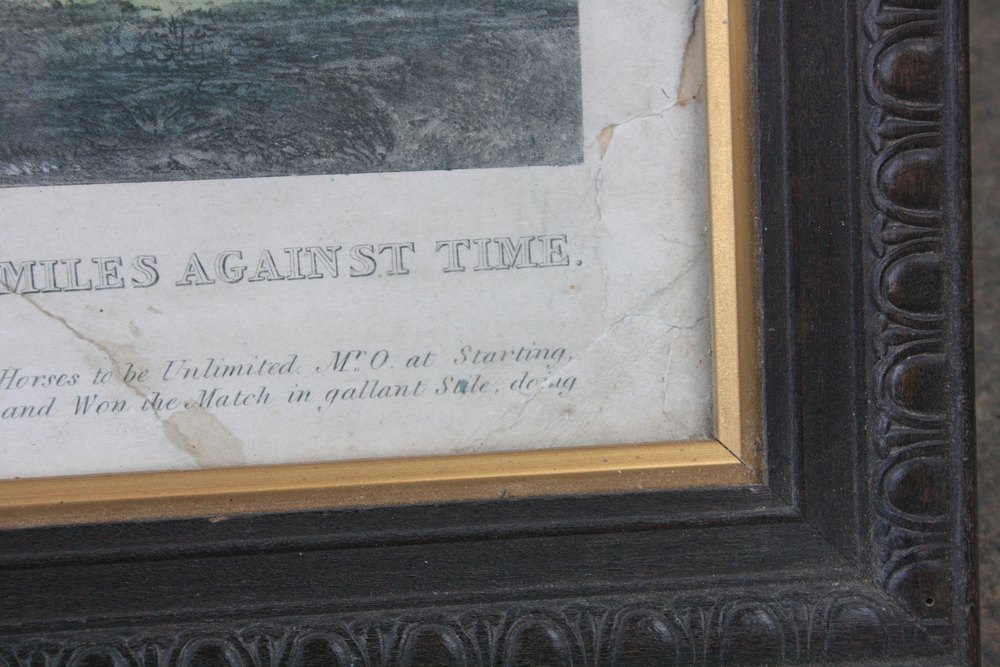 MILES AGAINST TIME.
Horses to be Unlimited. Mr. O. at Starting,
and Won the Match in gallant Stile, doing